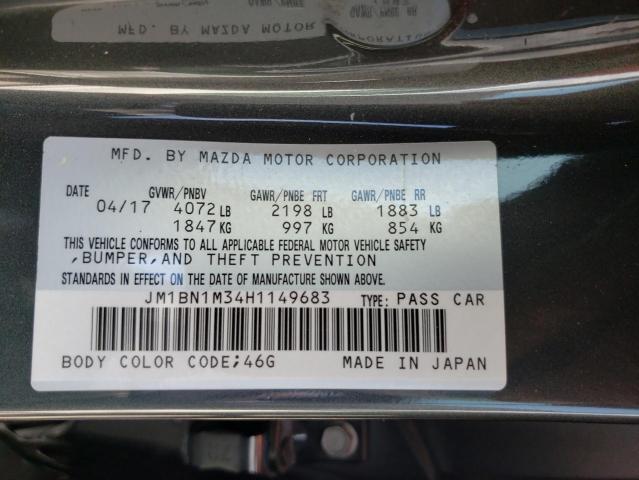 MFD. BY MAZDA MOTOR CORPORATION
DATE GVWR/PNBV GAWR/PNBE FRT GAWR/PNBE RR
04/17 4072 LB 2198 LB 1883 LB
1847 KG 997 KG 854 KG
THIS VEHICLE CONFORMS TO ALL APPLICABLE FEDERAL MOTOR VEHICLE SAFETY
,BUMPER,AND THEFT PREVENTION
STANDARDS IN EFFECT ON THE DATE OF MANUFACTURE SHOWN ABOVE.
JM1BN1M34H1149683 TYPE: PASS CAR
BODY COLOR CODE;46G MADE IN JAPAN